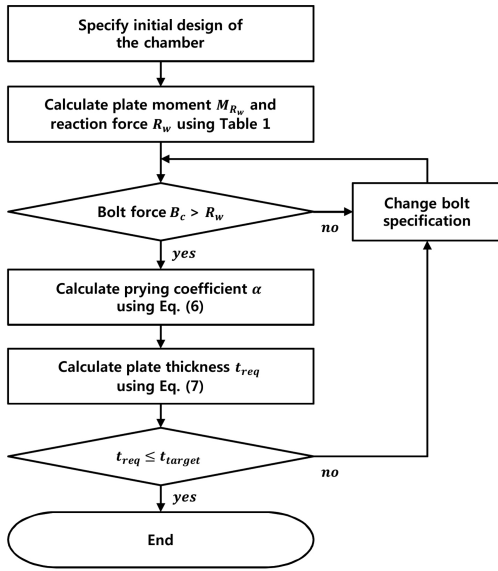 Specify initial design of
the chamber
Calculate plate moment M_{R_w} and
reaction force R_w using Table 1
Bolt force B_c > R_w
no
Change bolt
specification
yes
Calculate prying coefficient α
using Eq. (6)
Calculate plate thickness t_{req}
using Eq. (7)
t_{req} ≤ t_{target}
no
yes
End